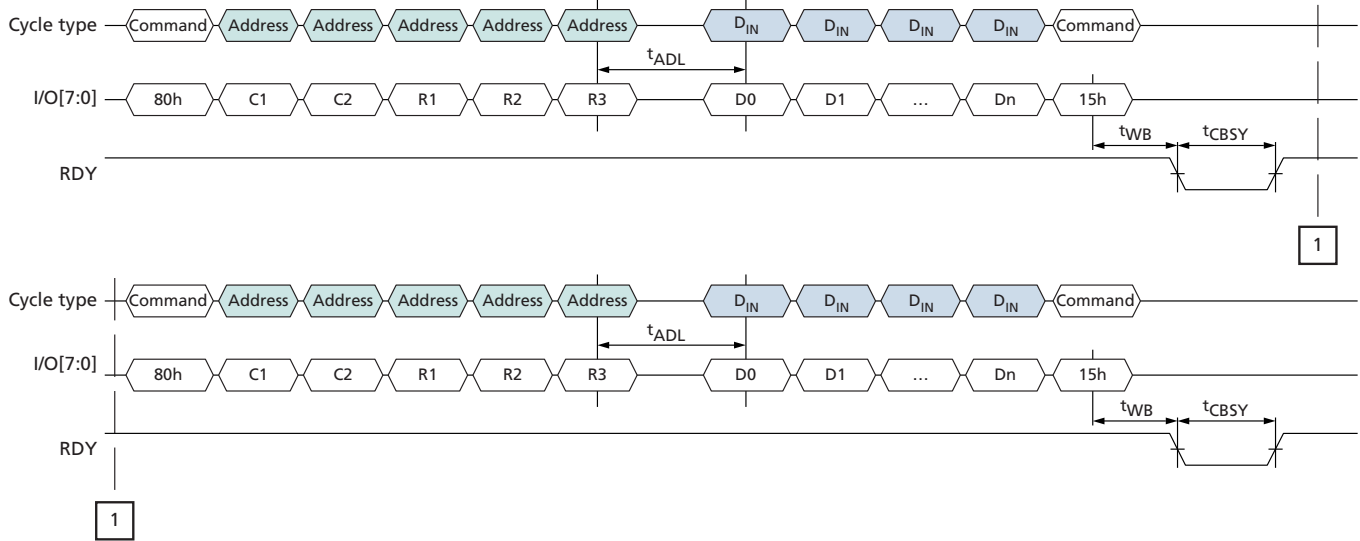 Cycle type Command Address Address Address Address Address DIN DIN DIN DIN Command
tADL
I/O[7:0] 80h C1 C2 R1 R2 R3 D0 D1 … Dn 15h
tWB tCBSY
RDY
1
Cycle type Command Address Address Address Address Address DIN DIN DIN DIN Command
tADL
I/O[7:0] 80h C1 C2 R1 R2 R3 D0 D1 … Dn 15h
tWB tCBSY
RDY
1